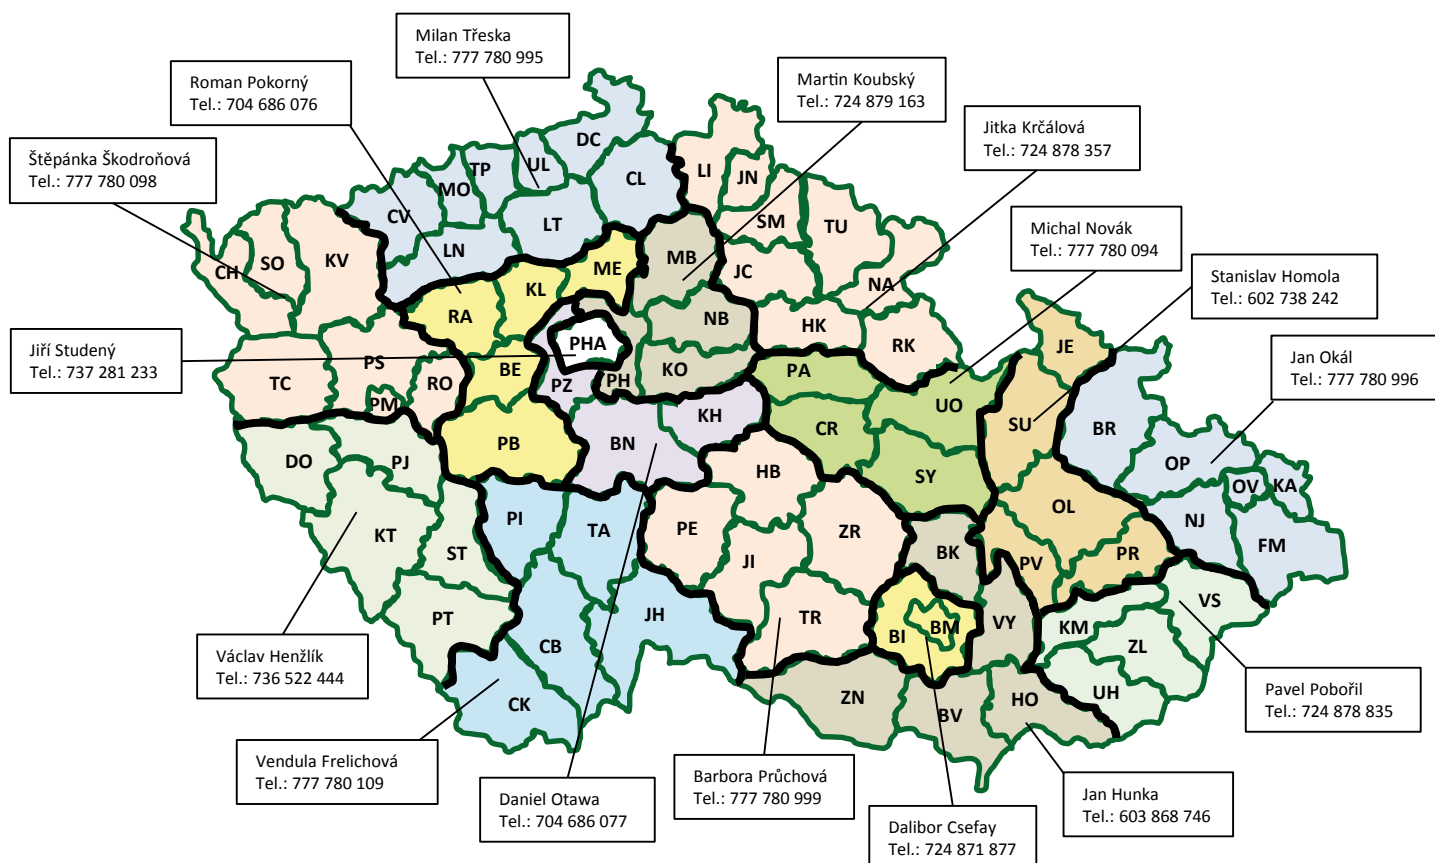 Milan Třeska
Tel.: 777 780 995
Roman Pokorný
Tel.: 704 686 076
Martin Koubský
Tel.: 724 879 163
Jitka Krčálová
Tel.: 724 878 357
Štěpánka Škodroňová
Tel.: 777 780 098
Michal Novák
Tel.: 777 780 094
Stanislav Homola
Tel.: 602 738 242
Jiří Studený
Tel.: 737 281 233
Jan Okál
Tel.: 777 780 996
DC
UL
TP
MO
CV
LN
LT
CL
LI
JN
SM
TU
JC
NA
HK
RK
CH
SO
KV
TC
PS
RO
PM
RA
KL
ME
BE
PB
MB
NB
KO
PH
PHA
PZ
BN
KH
PA
CR
UO
SY
JE
SU
OL
PV
PR
BR
OP
OV
KA
NJ
FM
DO
PJ
KT
ST
PT
PI
TA
CB
JH
CK
HB
PE
JI
ZR
TR
BK
BI
BM
VY
ZN
BV
HO
KM
ZL
VS
UH
Václav Henžlík
Tel.: 736 522 444
Pavel Pobořil
Tel.: 724 878 835
Vendula Frelichová
Tel.: 777 780 109
Daniel Otawa
Tel.: 704 686 077
Barbora Průchová
Tel.: 777 780 999
Dalibor Csefay
Tel.: 724 871 877
Jan Hunka
Tel.: 603 868 746